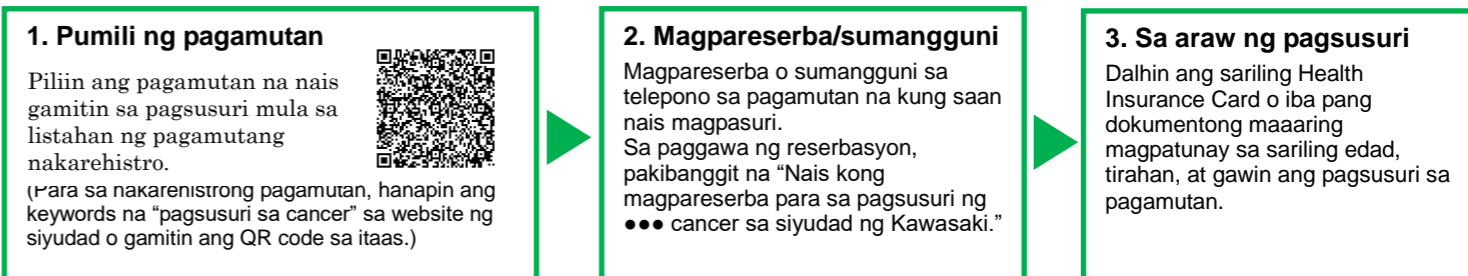 1. Pumili ng pagamutan
Piliin ang pagamutan na nais
gamitin sa pagsusuri mula sa
listahan ng pagamutang
nakarehistro.
(Para sa nakarehistrong pagamutan, hanapin ang
keywords na “pagsusuri sa cancer” sa website ng
siyudad o gamitin ang QR code sa itaas.)
2. Magpareserba/sumangguni
Magpareserba o sumangguni sa
telepono sa pagamutan na kung saan
nais magpasuri.
Sa paggawa ng reserbasyon,
pakibanggit na “Nais kong
magpareserba para sa pagsusuri ng
●●● cancer sa siyudad ng Kawasaki.”
3. Sa araw ng pagsusuri
Dalhin ang sariling Health
Insurance Card o iba pang
dokumentong maaaring
magpatunay sa sariling edad,
tirahan, at gawin ang pagsusuri sa
pagamutan.